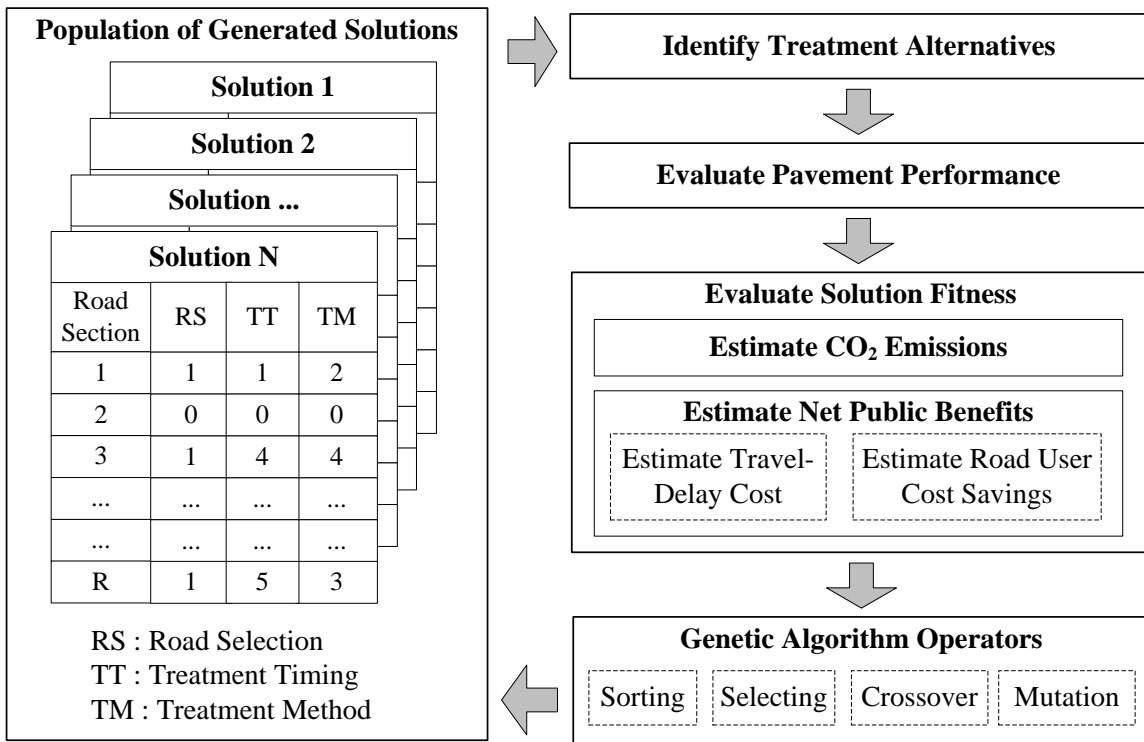 Population of Generated Solutions
Solution 1
Solution 2
Solution ...
Solution N
Road Section RS TT TM
1 1 1 2
2 0 0 0
3 1 4 4
... ... ... ...
... ... ... ...
R 1 5 3
RS : Road Selection
TT : Treatment Timing
TM : Treatment Method
Identify Treatment Alternatives
Evaluate Pavement Performance
Evaluate Solution Fitness
Estimate CO₂ Emissions
Estimate Net Public Benefits
Estimate Travel-
Delay Cost
Estimate Road User
Cost Savings
Genetic Algorithm Operators
Sorting
Selecting
Crossover
Mutation